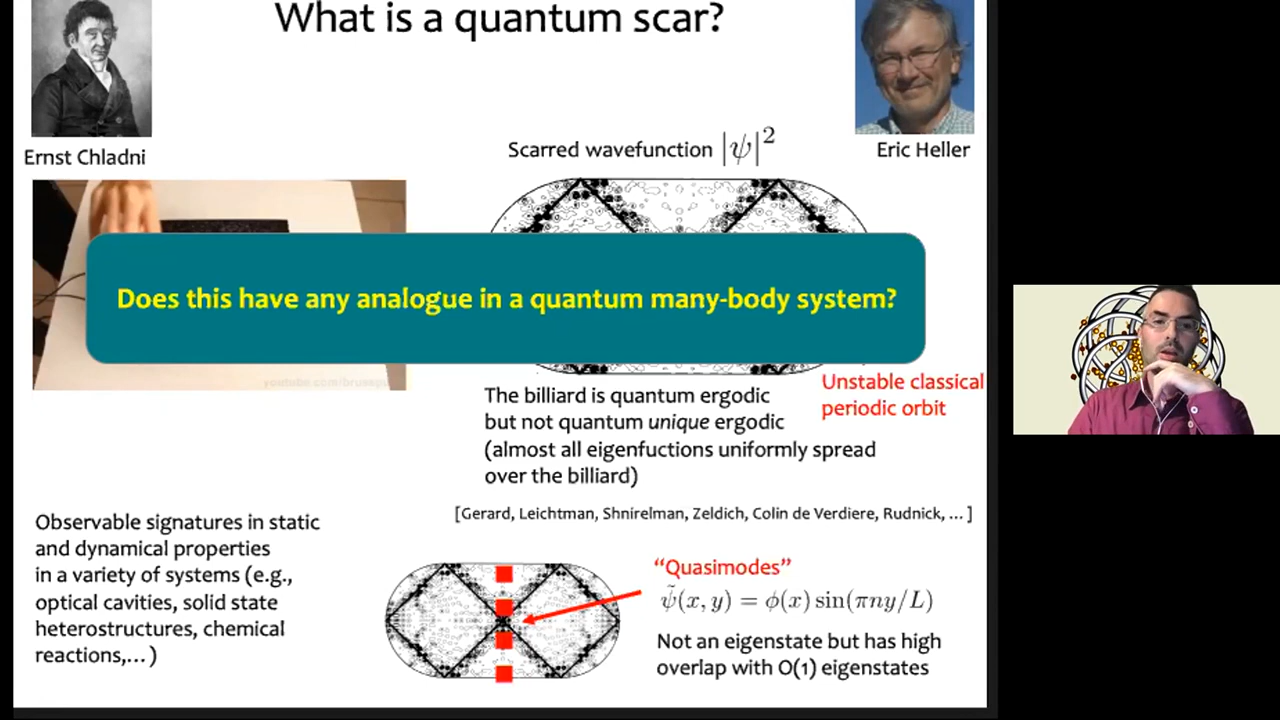 What is a quantum scar?
Ernst Chladni
Scarred wavefunction |ψ|²
Eric Heller
Does this have any analogue in a quantum many-body system?
The billiard is quantum ergodic
but not quantum unique ergodic
(almost all eigenfuctions uniformly spread
over the billiard)
Unstable classical
periodic orbit
[Gerard, Leichtman, Shnirelman, Zeldich, Colin de Verdiere, Rudnick, … ]
Observable signatures in static
and dynamical properties
in a variety of systems (e.g.,
optical cavities, solid state
heterostructures, chemical
reactions,…)
“Quasimodes”
ψ̃(x, y) = ϕ(x) sin(πny/L)
Not an eigenstate but has high
overlap with O(1) eigenstates